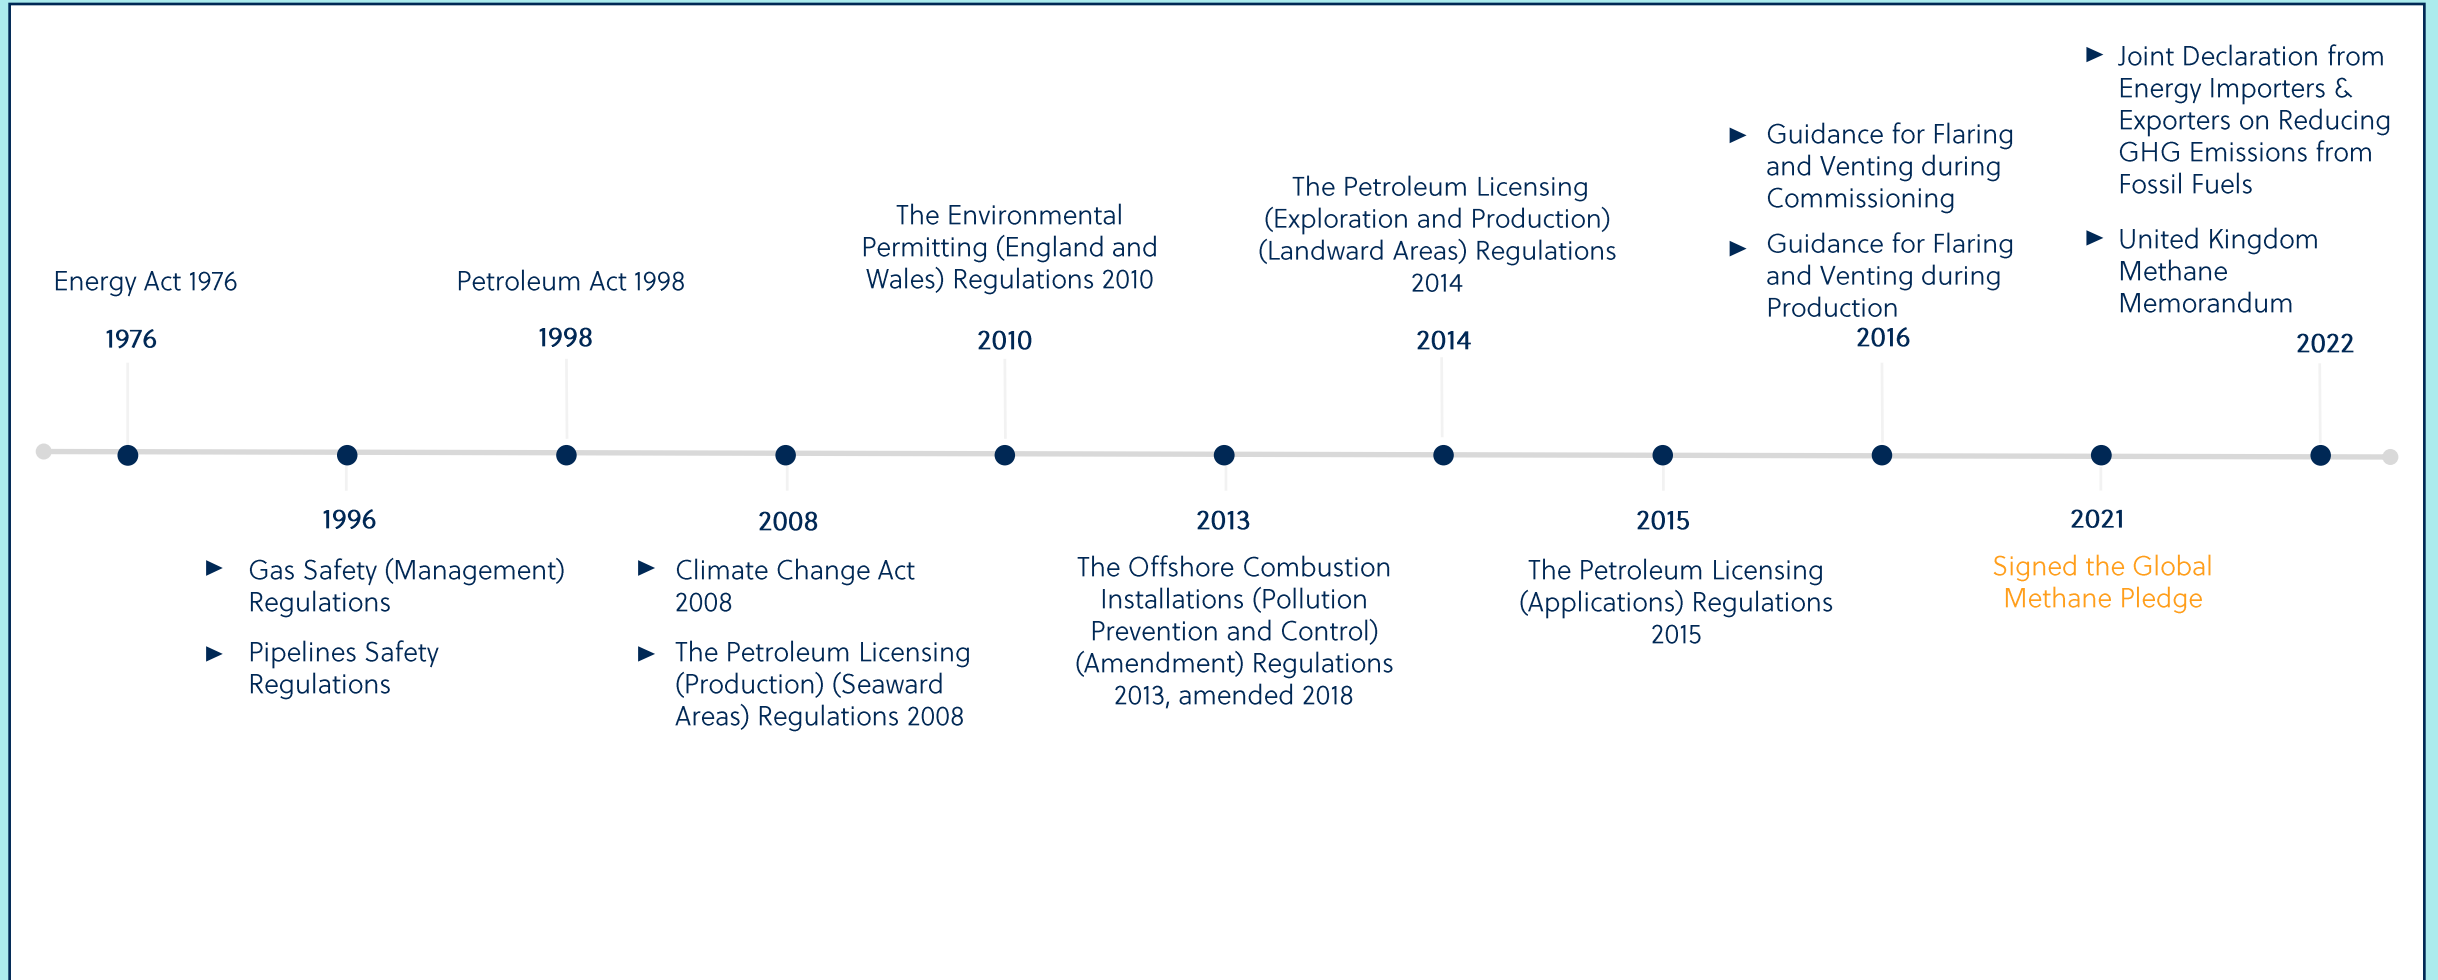 Energy Act 1976
1976
Gas Safety (Management)
Regulations
Pipelines Safety
Regulations
1996
Petroleum Act 1998
1998
2008
Climate Change Act
2008
The Petroleum Licensing
(Production) (Seaward
Areas) Regulations 2008
The Environmental
Permitting (England and
Wales) Regulations 2010
2010
2013
The Offshore Combustion
Installations (Pollution
Prevention and Control)
(Amendment) Regulations
2013, amended 2018
The Petroleum Licensing
(Exploration and Production)
(Landward Areas) Regulations
2014
2014
2015
The Petroleum Licensing
(Applications) Regulations
2015
Guidance for Flaring
and Venting during
Commissioning
Guidance for Flaring
and Venting during
Production
2016
2021
Signed the Global
Methane Pledge
Joint Declaration from
Energy Importers &
Exporters on Reducing
GHG Emissions from
Fossil Fuels
United Kingdom
Methane
Memorandum
2022